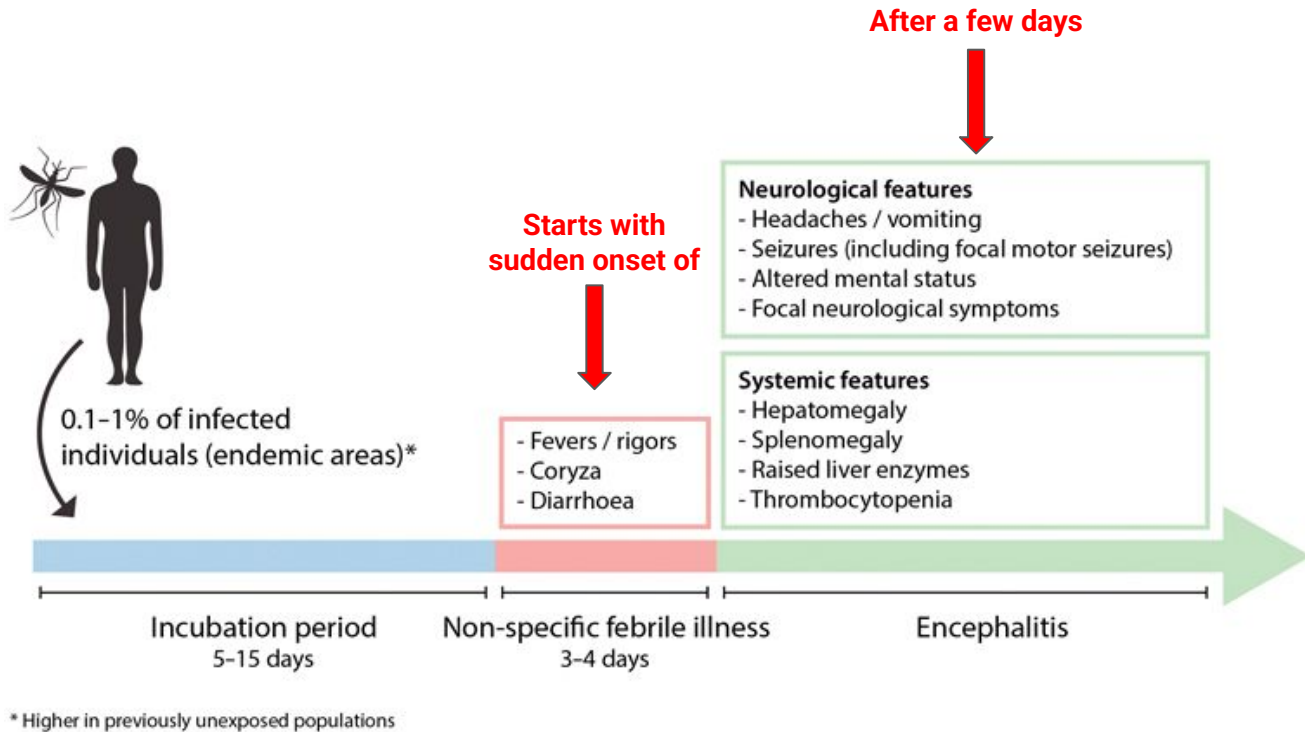 After a few days
Starts with
sudden onset of
Neurological features
- Headaches / vomiting
- Seizures (including focal motor seizures)
- Altered mental status
- Focal neurological symptoms
Systemic features
- Hepatomegaly
- Splenomegaly
- Raised liver enzymes
- Thrombocytopenia
- Fevers / rigors
- Coryza
- Diarrhoea
0.1–1% of infected
individuals (endemic areas)*
Incubation period
5–15 days
Non-specific febrile illness
3–4 days
Encephalitis
* Higher in previously unexposed populations